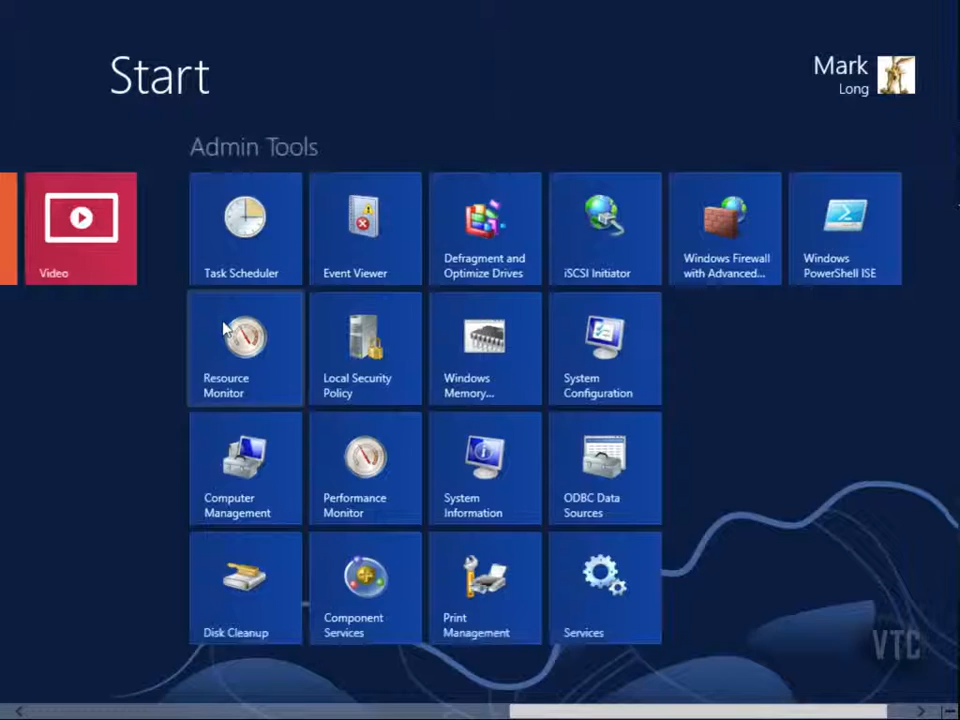 Start
Mark
Long
Admin Tools
Video
Task Scheduler
Event Viewer
Defragment and
Optimize Drives
iSCSI Initiator
Windows Firewall
with Advanced...
Windows
PowerShell ISE
Resource
Monitor
Local Security
Policy
Windows
Memory...
System
Configuration
Computer
Management
Performance
Monitor
System
Information
ODBC Data
Sources
Disk Cleanup
Component
Services
Print
Management
Services
VTC